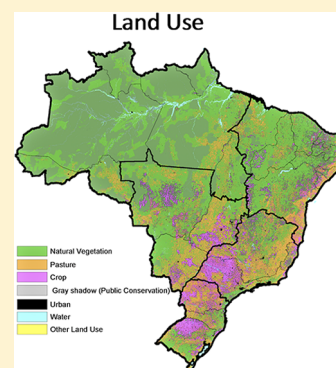 Land Use
Natural Vegetation
Pasture
Crop
Gray shadow (Public Conservation)
Urban
Water
Other Land Use